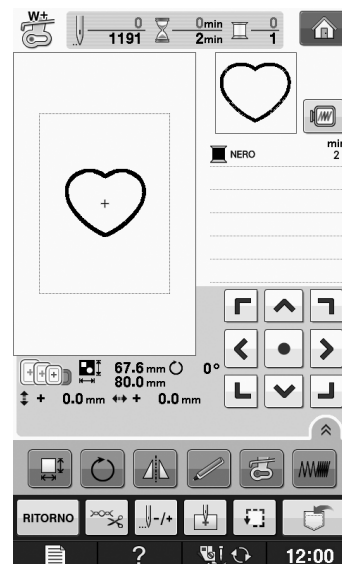 W+ 0 0min 0
1191 2min 1
NERO min 2
67.6 mm 0°
80.0 mm
+ 0.0 mm + 0.0 mm
RITORNO -/+
? 12:00